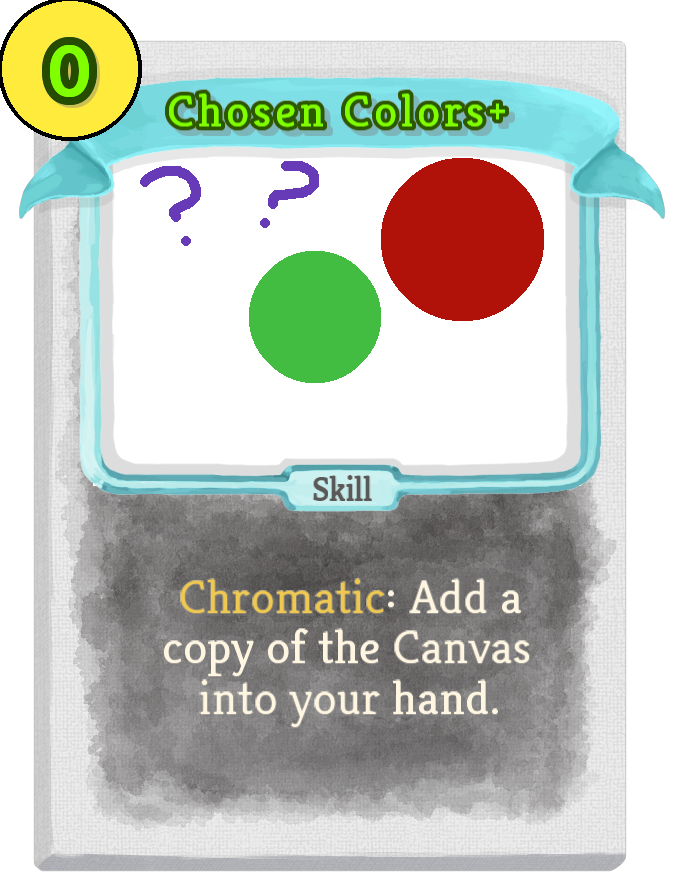 0
Chosen Colors+
? ?
Skill
Chromatic: Add a
copy of the Canvas
into your hand.